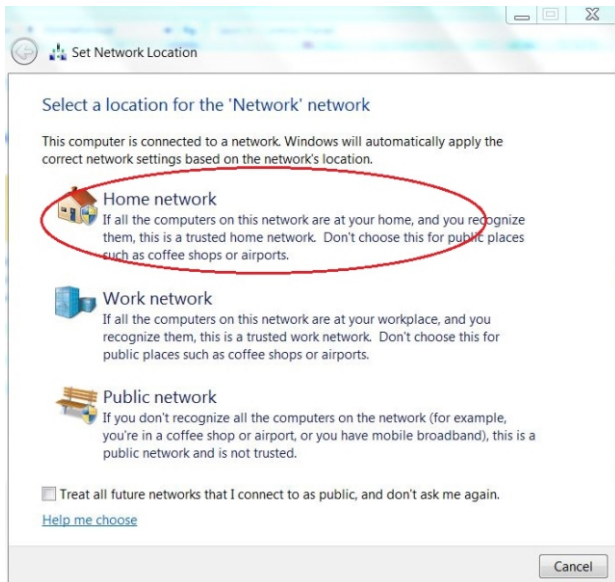 Set Network Location
Select a location for the 'Network' network
This computer is connected to a network. Windows will automatically apply the
correct network settings based on the network's location.
Home network
If all the computers on this network are at your home, and you recognize
them, this is a trusted home network.  Don't choose this for public places
such as coffee shops or airports.
Work network
If all the computers on this network are at your workplace, and you
recognize them, this is a trusted work network.  Don't choose this for
public places such as coffee shops or airports.
Public network
If you don't recognize all the computers on the network (for example,
you're in a coffee shop or airport, or you have mobile broadband), this is a
public network and is not trusted.
Treat all future networks that I connect to as public, and don't ask me again.
Help me choose
Cancel